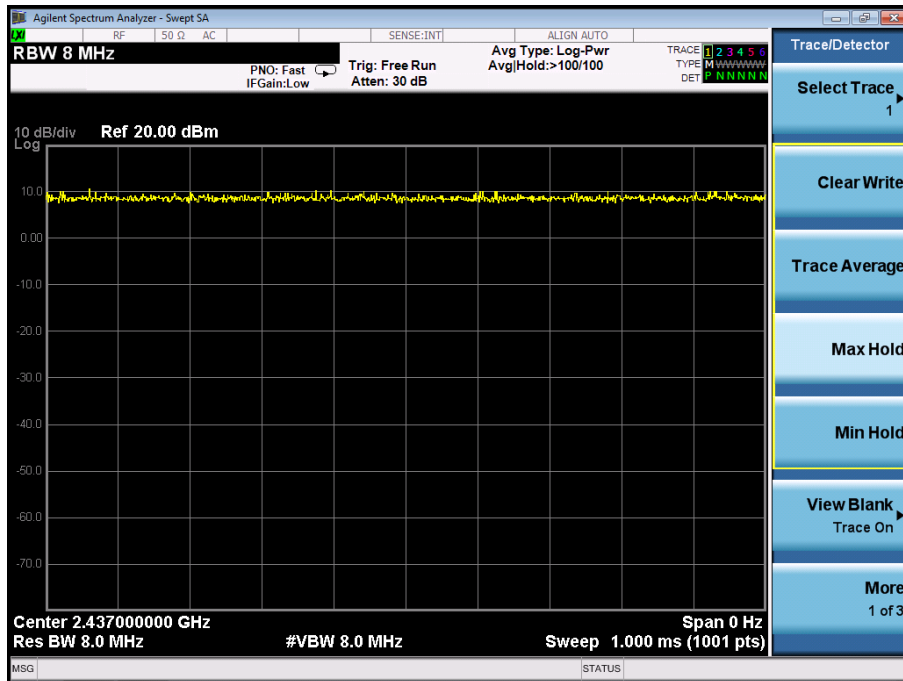 Agilent Spectrum Analyzer - Swept SA
LXI RF 50 Ω AC SENSE:INT ALIGN AUTO
RBW 8 MHz
PNO: Fast
IFGain:Low
Trig: Free Run
Atten: 30 dB
Avg Type: Log-Pwr
Avg|Hold:>100/100
TRACE 1 2 3 4 5 6
TYPE M WWWWW
DET P N N N N N
10 dB/div Ref 20.00 dBm
Log
10.0
0.00
-10.0
-20.0
-30.0
-40.0
-50.0
-60.0
-70.0
Center 2.437000000 GHz Span 0 Hz
Res BW 8.0 MHz #VBW 8.0 MHz Sweep 1.000 ms (1001 pts)
MSG STATUS
Trace/Detector
Select Trace
1
Clear Write
Trace Average
Max Hold
Min Hold
View Blank
Trace On
More
1 of 3